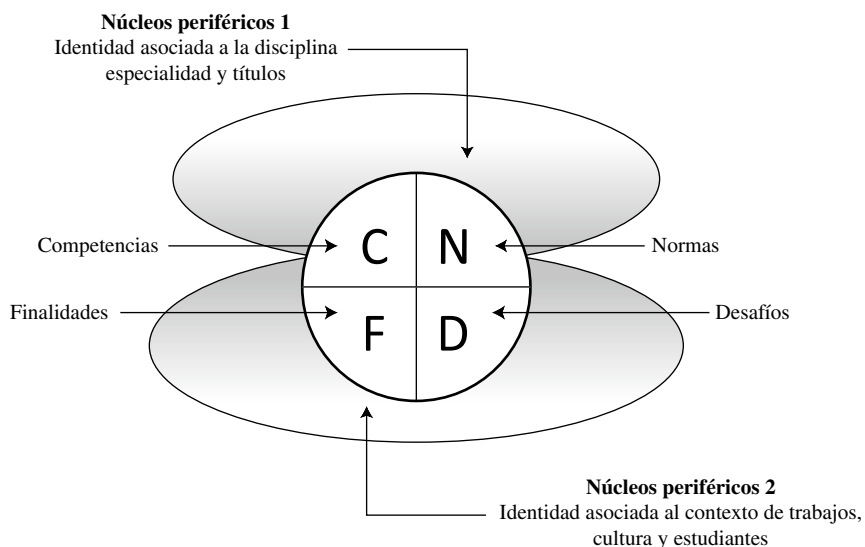 Núcleos periféricos 1
Identidad asociada a la disciplina
especialidad y títulos
C
N
Competencias
Normas
Finalidades
Desafíos
F
D
Núcleos periféricos 2
Identidad asociada al contexto de trabajos,
cultura y estudiantes